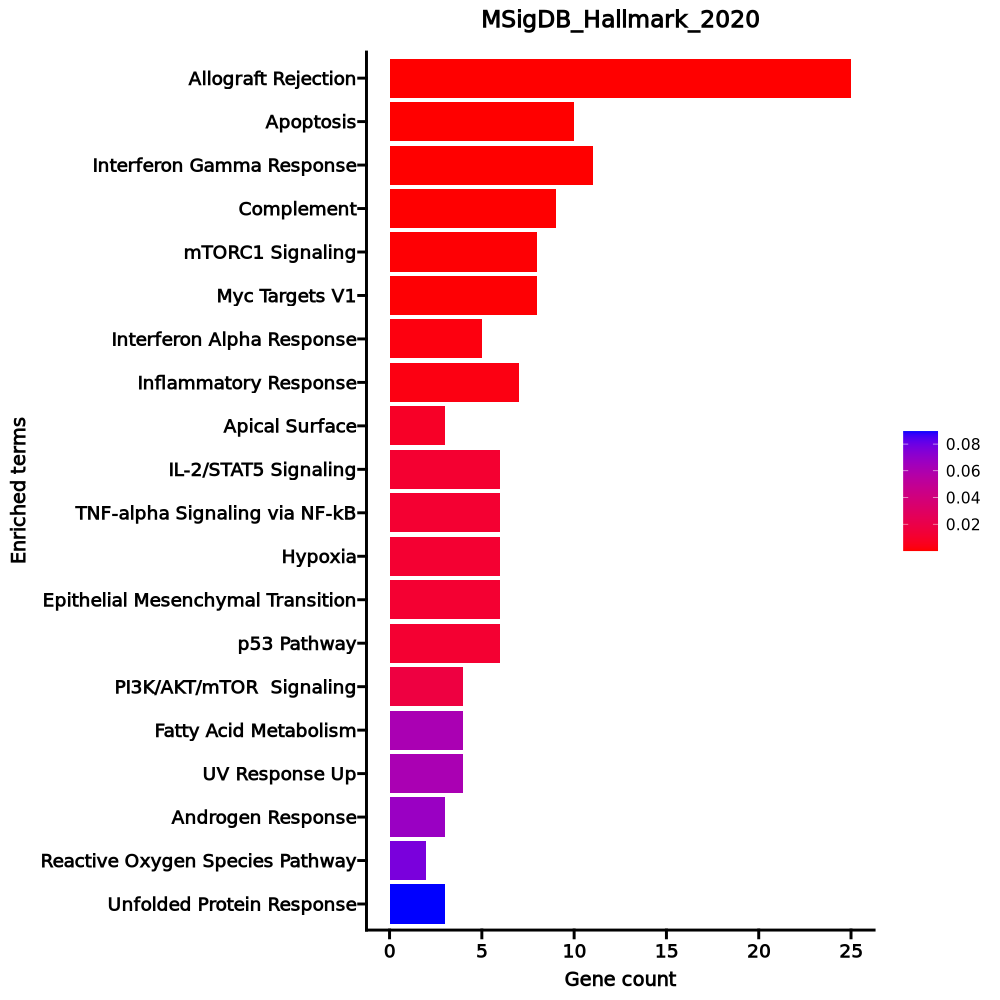 MSigDB_Hallmark_2020
Allograft Rejection
Apoptosis
Interferon Gamma Response
Complement
mTORC1 Signaling
Myc Targets V1
Interferon Alpha Response
Inflammatory Response
Apical Surface
IL-2/STAT5 Signaling
TNF-alpha Signaling via NF-kB
Hypoxia
Epithelial Mesenchymal Transition
p53 Pathway
PI3K/AKT/mTOR  Signaling
Fatty Acid Metabolism
UV Response Up
Androgen Response
Reactive Oxygen Species Pathway
Unfolded Protein Response
Enriched terms
0 5 10 15 20 25
Gene count
0.08
0.06
0.04
0.02